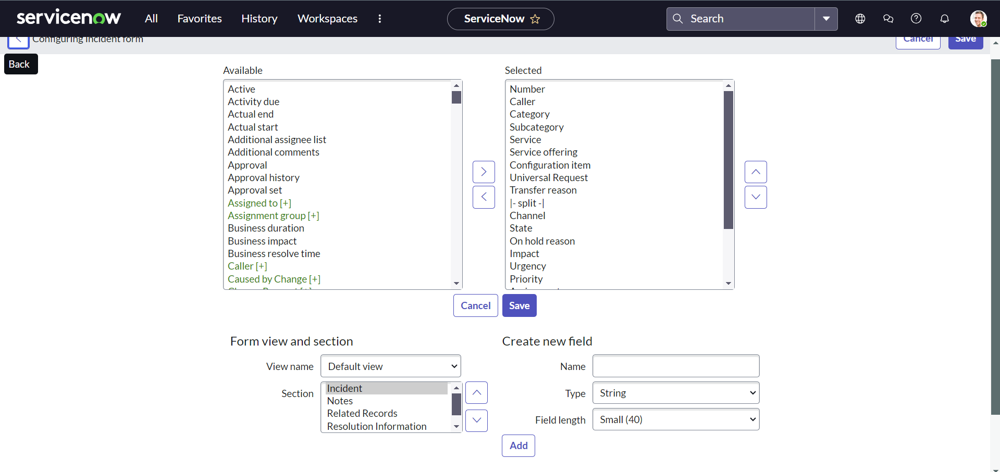 servicenow All Favorites History Workspaces ServiceNow Search
Configuring Incident form Cancel Save
Back
Available Selected
Active
Activity due
Actual end
Actual start
Additional assignee list
Additional comments
Approval
Approval history
Approval set
Assigned to [+]
Assignment group [+]
Business duration
Business impact
Business resolve time
Caller [+]
Caused by Change [+]
Number
Caller
Category
Subcategory
Service
Service offering
Configuration item
Universal Request
Transfer reason
|- split -|
Channel
State
On hold reason
Impact
Urgency
Priority
Cancel Save
Form view and section
View name Default view
Section Incident
Notes
Related Records
Resolution Information
Create new field
Name
Type String
Field length Small (40)
Add